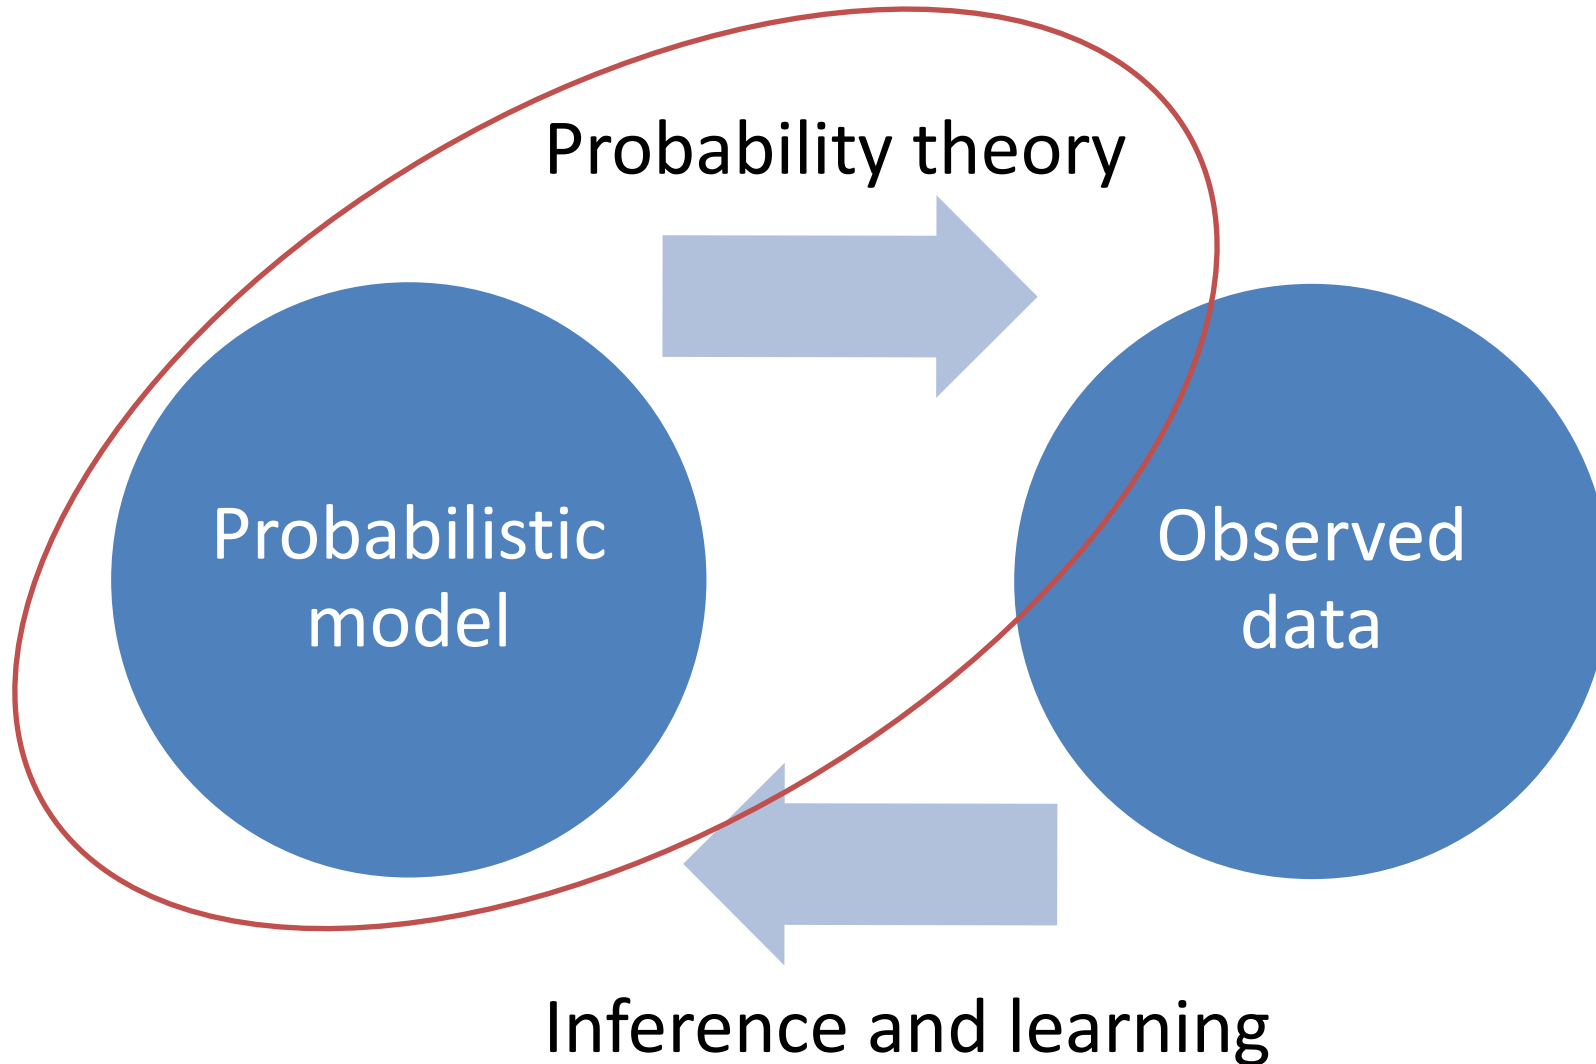 Probability theory
Probabilistic
model
Observed
data
Inference and learning